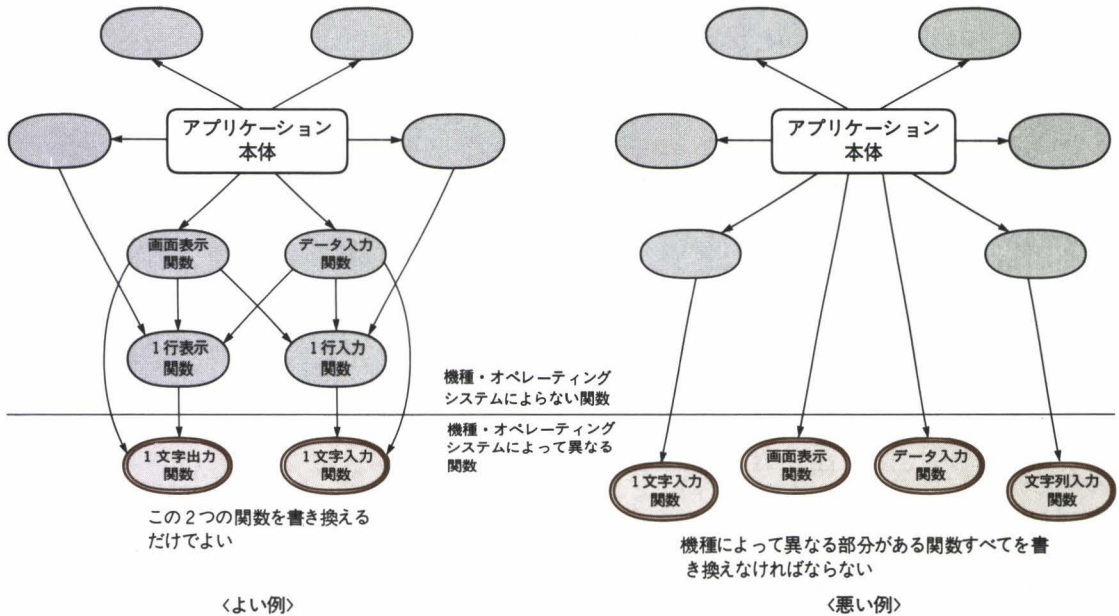 アプリケーション
本体
画面表示
関数
データ入力
関数
1行表示
関数
1行入力
関数
機種・オペレーティング
システムによらない関数
機種・オペレーティング
システムによって異なる
関数
1文字出力
関数
1文字入力
関数
この2つの関数を書き換える
だけでよい
〈よい例〉
アプリケーション
本体
1文字入力
関数
画面表示
関数
データ入力
関数
文字列入力
関数
機種によって異なる部分がある関数すべてを書
き換えなければならない
〈悪い例〉